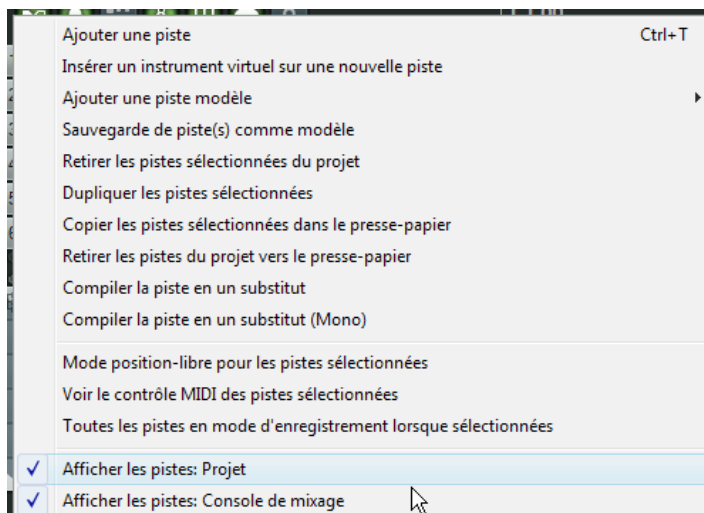 Ajouter une piste Ctrl+T
Insérer un instrument virtuel sur une nouvelle piste
Ajouter une piste modèle
Sauvegarde de piste(s) comme modèle
Retirer les pistes sélectionnées du projet
Dupliquer les pistes sélectionnées
Copier les pistes sélectionnées dans le presse-papier
Retirer les pistes du projet vers le presse-papier
Compiler la piste en un substitut
Compiler la piste en un substitut (Mono)
Mode position-libre pour les pistes sélectionnées
Voir le contrôle MIDI des pistes sélectionnées
Toutes les pistes en mode d'enregistrement lorsque sélectionnées
Afficher les pistes: Projet
Afficher les pistes: Console de mixage